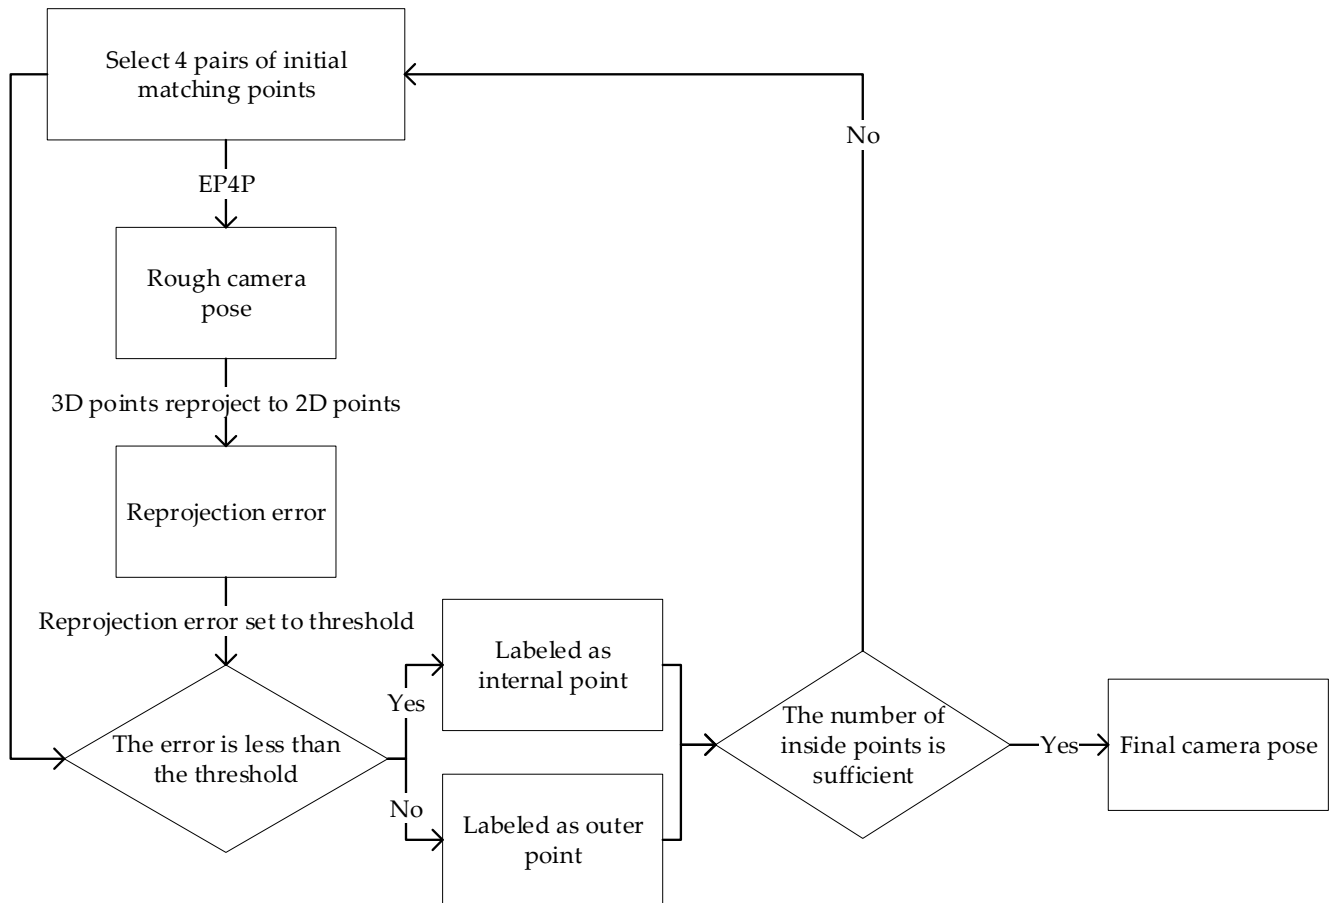 Select 4 pairs of initial
matching points
No
EP4P
Rough camera
pose
3D points reproject to 2D points
Reprojection error
Reprojection error set to threshold
Labeled as
internal point
Yes
The error is less than
the threshold
The number of
inside points is
sufficient
Yes
Final camera pose
No
Labeled as outer
point